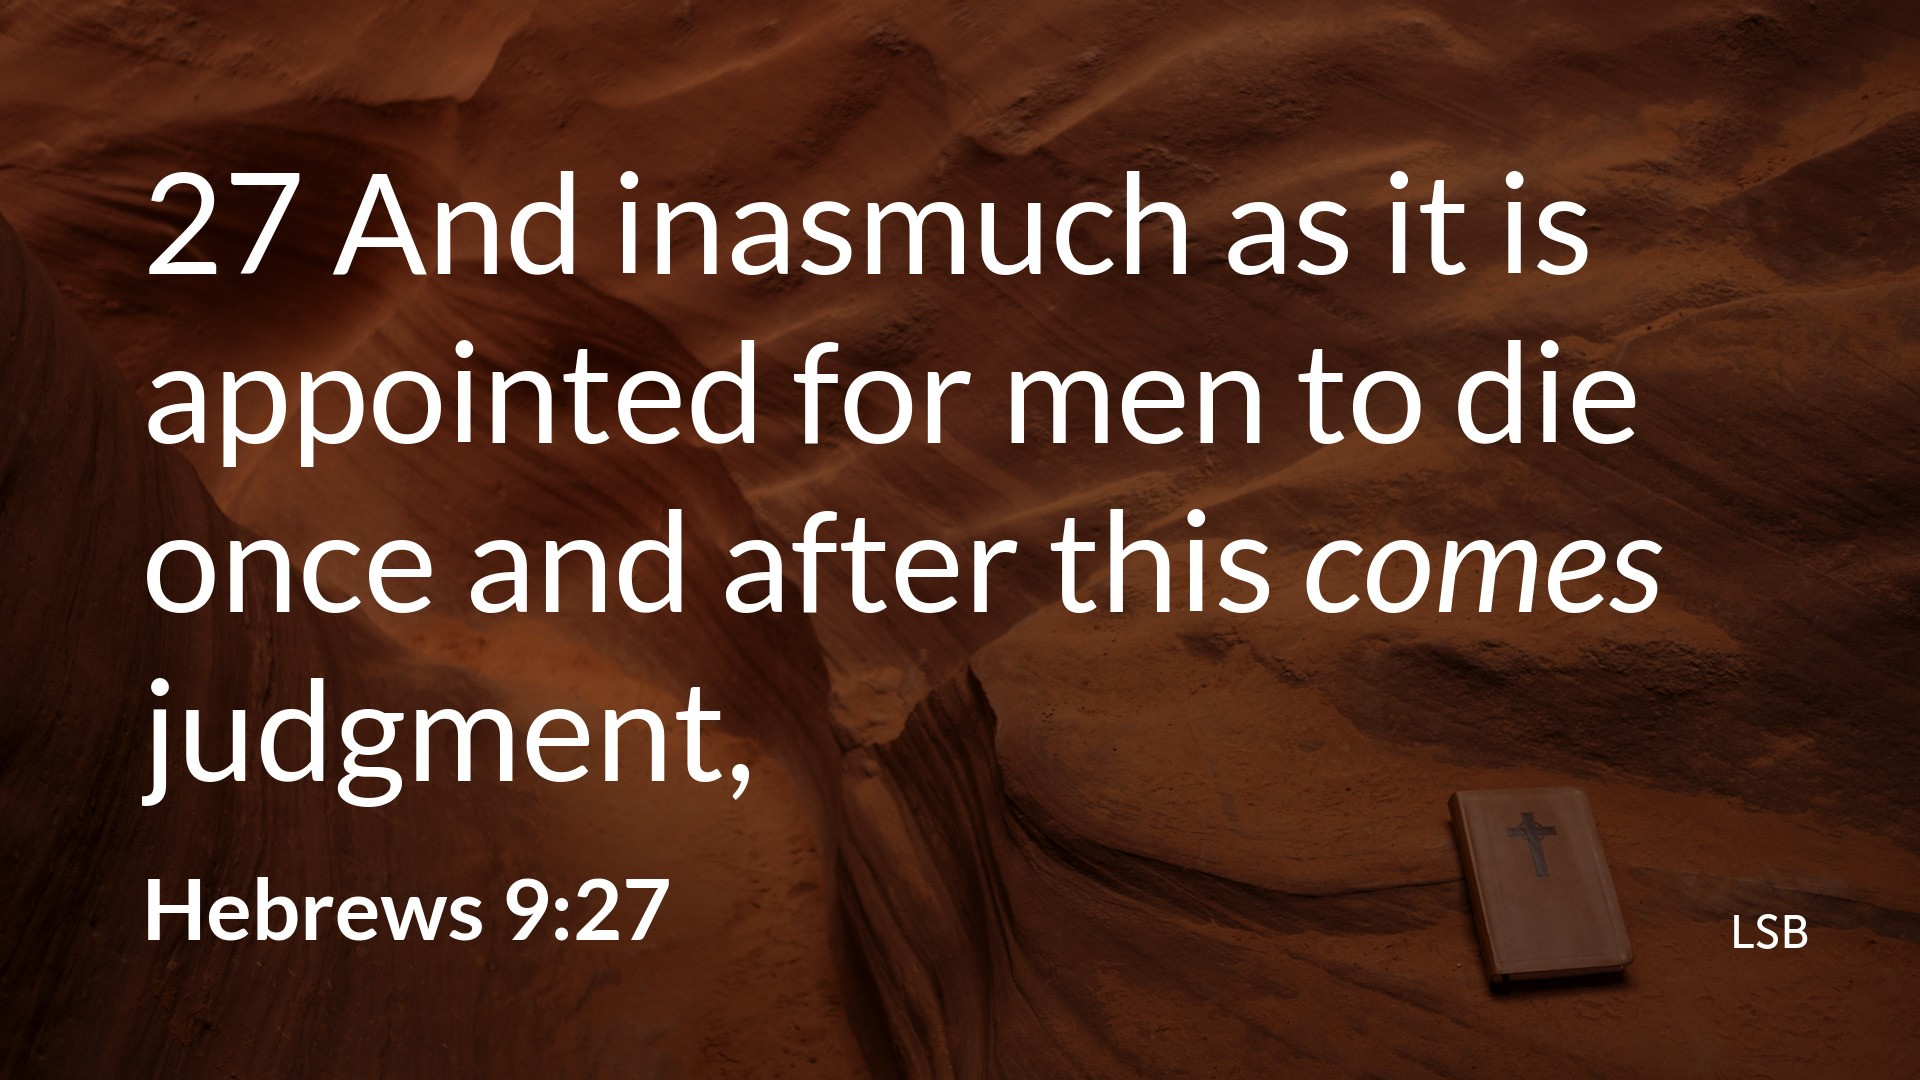 27 And inasmuch as it is
appointed for men to die
once and after this comes
judgment,
Hebrews 9:27
LSB